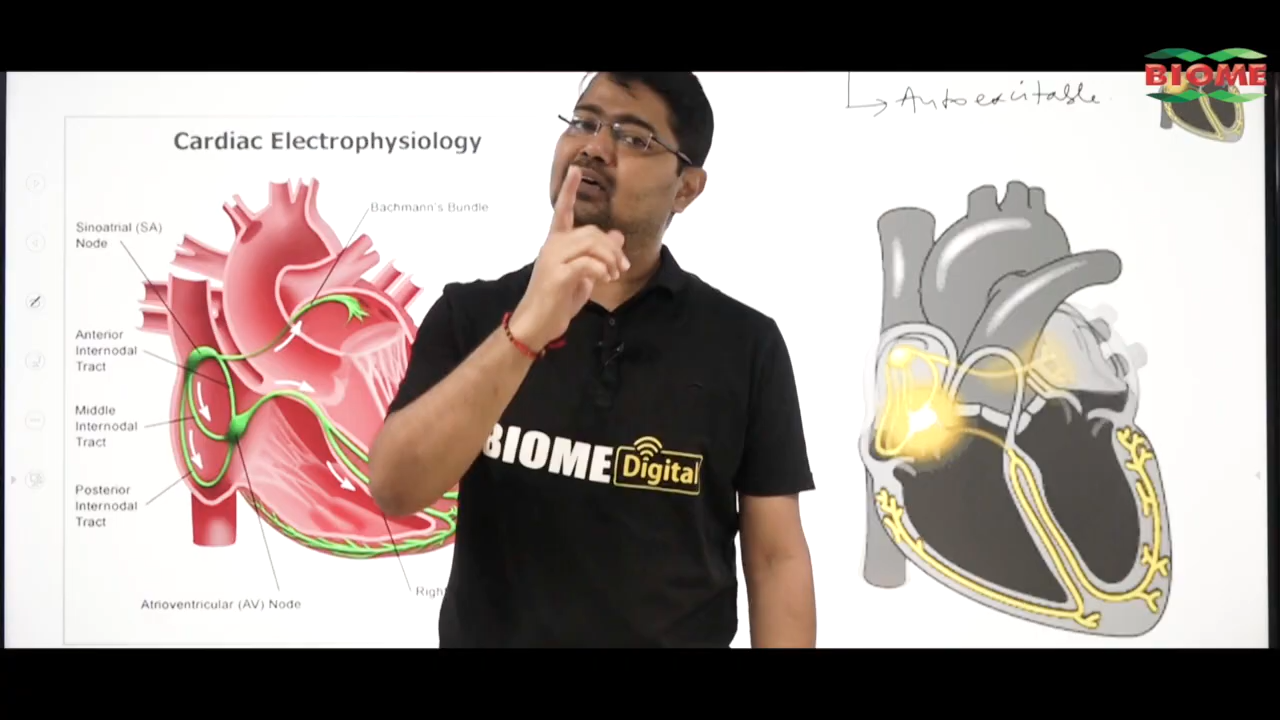 BIOME
Autoexcitable.
Cardiac Electrophysiology
Bachmann's Bundle
Sinoatrial (SA)
Node
Anterior
Internodal
Tract
Middle
Internodal
Tract
Posterior
Internodal
Tract
Atrioventricular (AV) Node
Right
BIOME
Digital